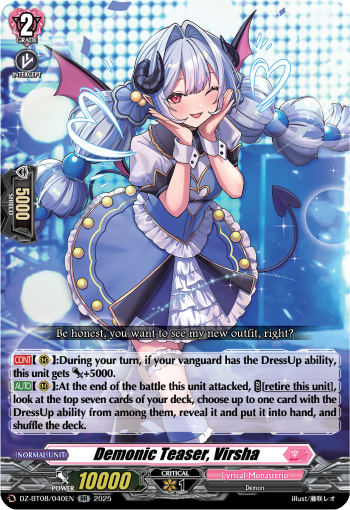 2
GRADE
INTERCEPT
5000
SHIELD
Be honest, you want to see my new outfit, right?
CONT【 】:During your turn, if your vanguard has the DressUp ability,
this unit gets +5000.
AUTO【 】:At the end of the battle this unit attacked, [retire this unit],
look at the top seven cards of your deck, choose up to one card with the
DressUp ability from among them, reveal it and put it into hand, and
shuffle the deck.
NORMAL UNIT
Demonic Teaser, Virsha
POWER 10000
CRITICAL
1
Lyrical Monasterio
Demon
DZ-BT08/040EN RR 2025
illust/藤咲レオ